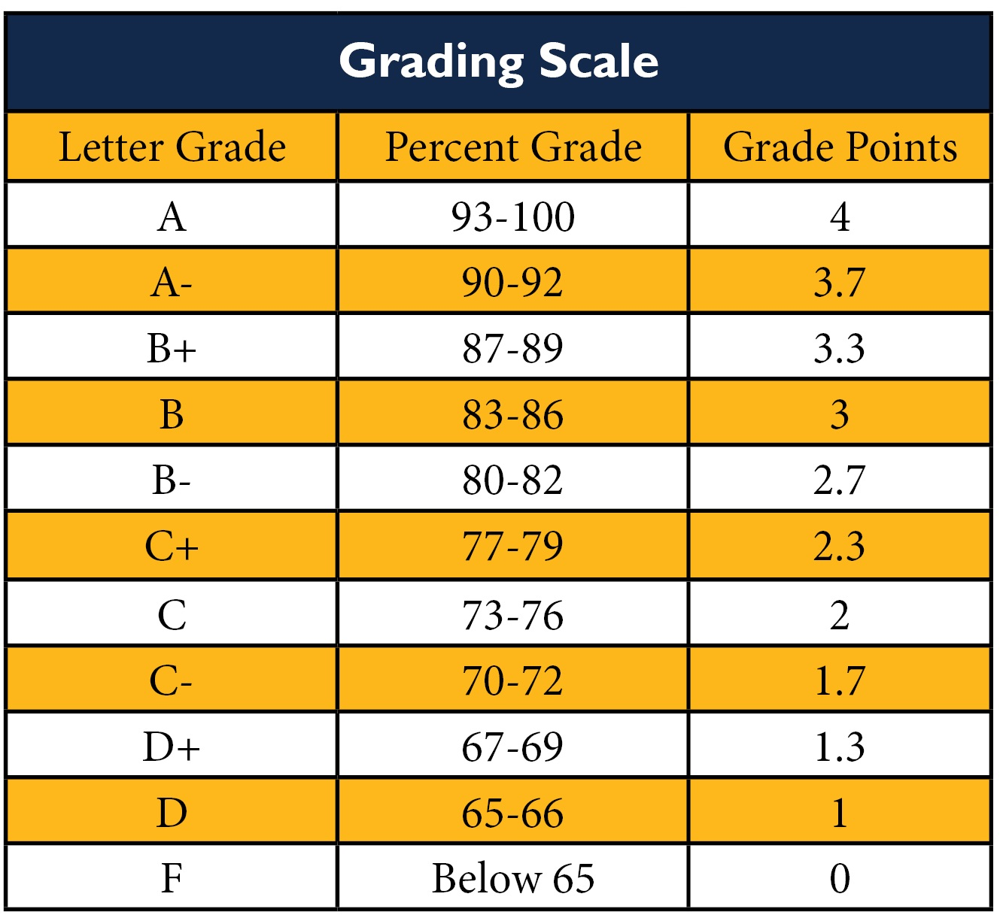 Grading Scale
Letter Grade Percent Grade Grade Points
A 93-100 4
A- 90-92 3.7
B+ 87-89 3.3
B 83-86 3
B- 80-82 2.7
C+ 77-79 2.3
C 73-76 2
C- 70-72 1.7
D+ 67-69 1.3
D 65-66 1
F Below 65 0